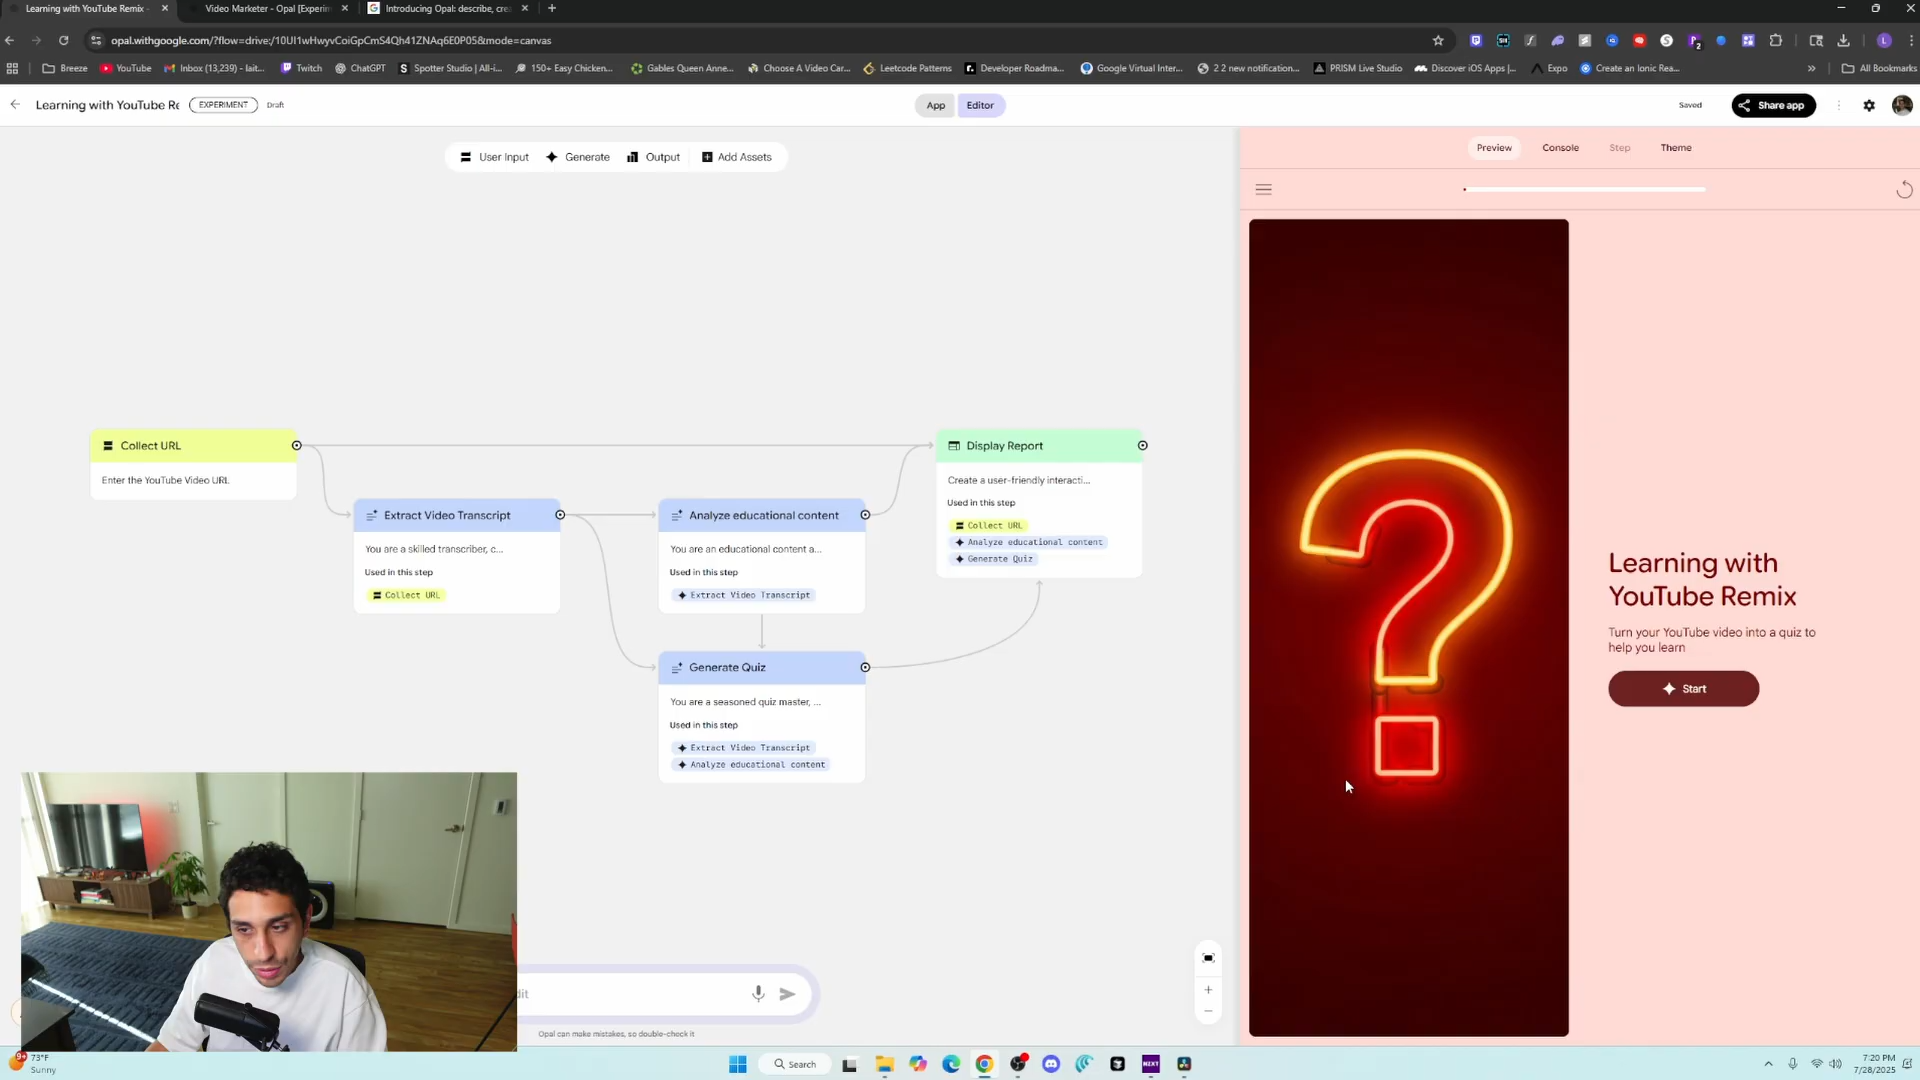 Learning with YouTube Remix -
Video Marketer - Opal [Experim
Introducing Opal: describe, crea
opal.withgoogle.com/?flow=drive:/10UI1wHwyvCoiGpCmS4Qh41ZNAq6E0P05&mode=canvas
Breeze
YouTube
Inbox (13,239) - lait...
Twitch
ChatGPT
Spotter Studio | All-i...
150+ Easy Chicken...
Gables Queen Anne...
Choose A Video Car...
Leetcode Patterns
Developer Roadma...
Google Virtual Inter...
2 2 new notification...
PRISM Live Studio
Discover iOS Apps |...
Expo
Create an Ionic Rea...
All Bookmarks
Learning with YouTube Re
EXPERIMENT
Draft
App
Editor
Saved
Share app
User Input
Generate
Output
Add Assets
Preview
Console
Step
Theme
Collect URL
Enter the YouTube Video URL
Extract Video Transcript
You are a skilled transcriber, c...
Used in this step
Collect URL
Analyze educational content
You are an educational content a...
Used in this step
Extract Video Transcript
Generate Quiz
You are a seasoned quiz master, ...
Used in this step
Extract Video Transcript
Analyze educational content
Display Report
Create a user-friendly interacti...
Used in this step
Collect URL
Analyze educational content
Generate Quiz
?
Learning with
YouTube Remix
Turn your YouTube video into a quiz to
help you learn
Start
dit
Opal can make mistakes, so double-check it
9+
73°F
Sunny
Search
NZXT
7:20 PM
7/28/2025